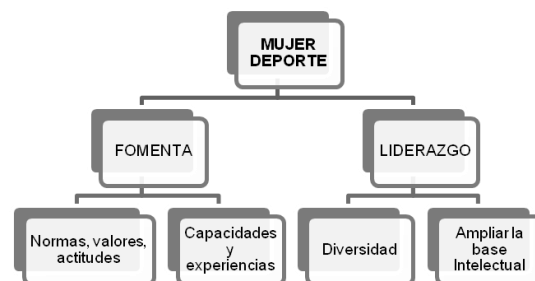 MUJER
DEPORTE
FOMENTA
LIDERAZGO
Normas, valores,
actitudes
Capacidades
y
experiencias
Diversidad
Ampliar la
base
Intelectual